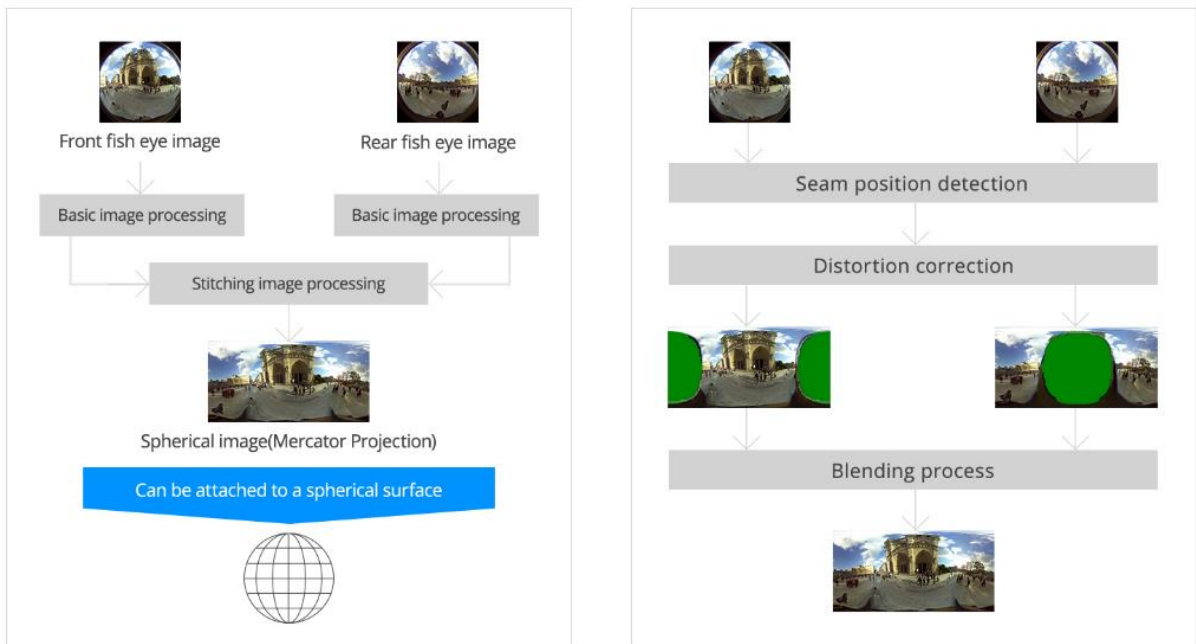 Front fish eye image
Rear fish eye image
Basic image processing
Basic image processing
Stitching image processing
Spherical image(Mercator Projection)
Can be attached to a spherical surface
Seam position detection
Distortion correction
Blending process